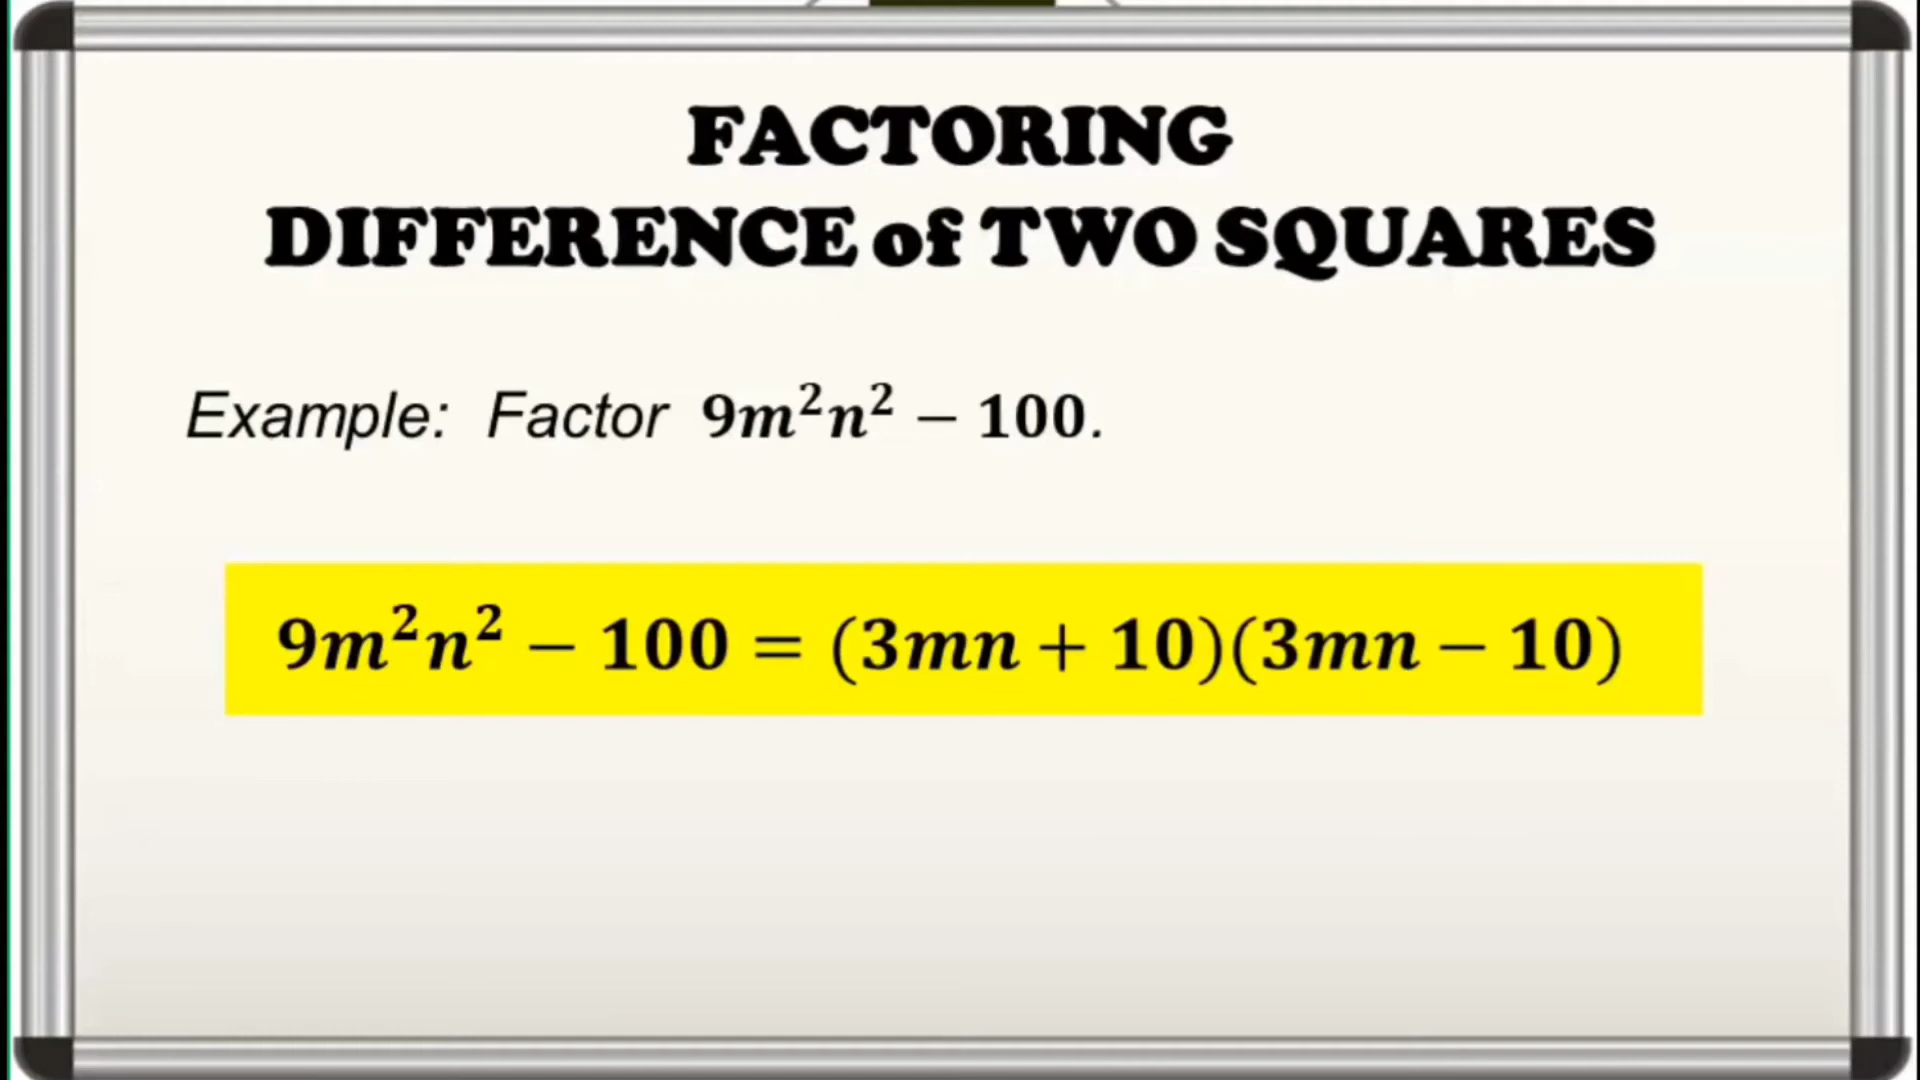 FACTORING
DIFFERENCE of TWO SQUARES
Example: Factor 9m²n² − 100.
9m²n² − 100 = (3mn + 10)(3mn − 10)